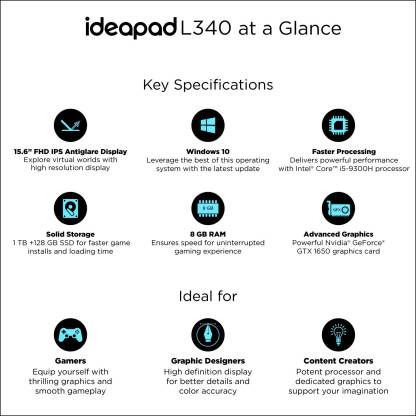 ideapad L340 at a Glance
Key Specifications
15.6" FHD IPS Antiglare Display
Explore virtual worlds with
high resolution display
Windows 10
Leverage the best of this operating
system with the latest update
Faster Processing
Delivers powerful performance
with Intel® Core™ i5-9300H processor
Solid Storage
1 TB +128 GB SSD for faster game
installs and loading time
8 GB
8 GB RAM
Ensures speed for uninterrupted
gaming experience
GFX
Advanced Graphics
Powerful Nvidia® GeForce®
GTX 1650 graphics card
Ideal for
Gamers
Equip yourself with
thrilling graphics and
smooth gameplay
Graphic Designers
High definition display
for better details and
color accuracy
Content Creators
Potent processor and
dedicated graphics to
support your imagination